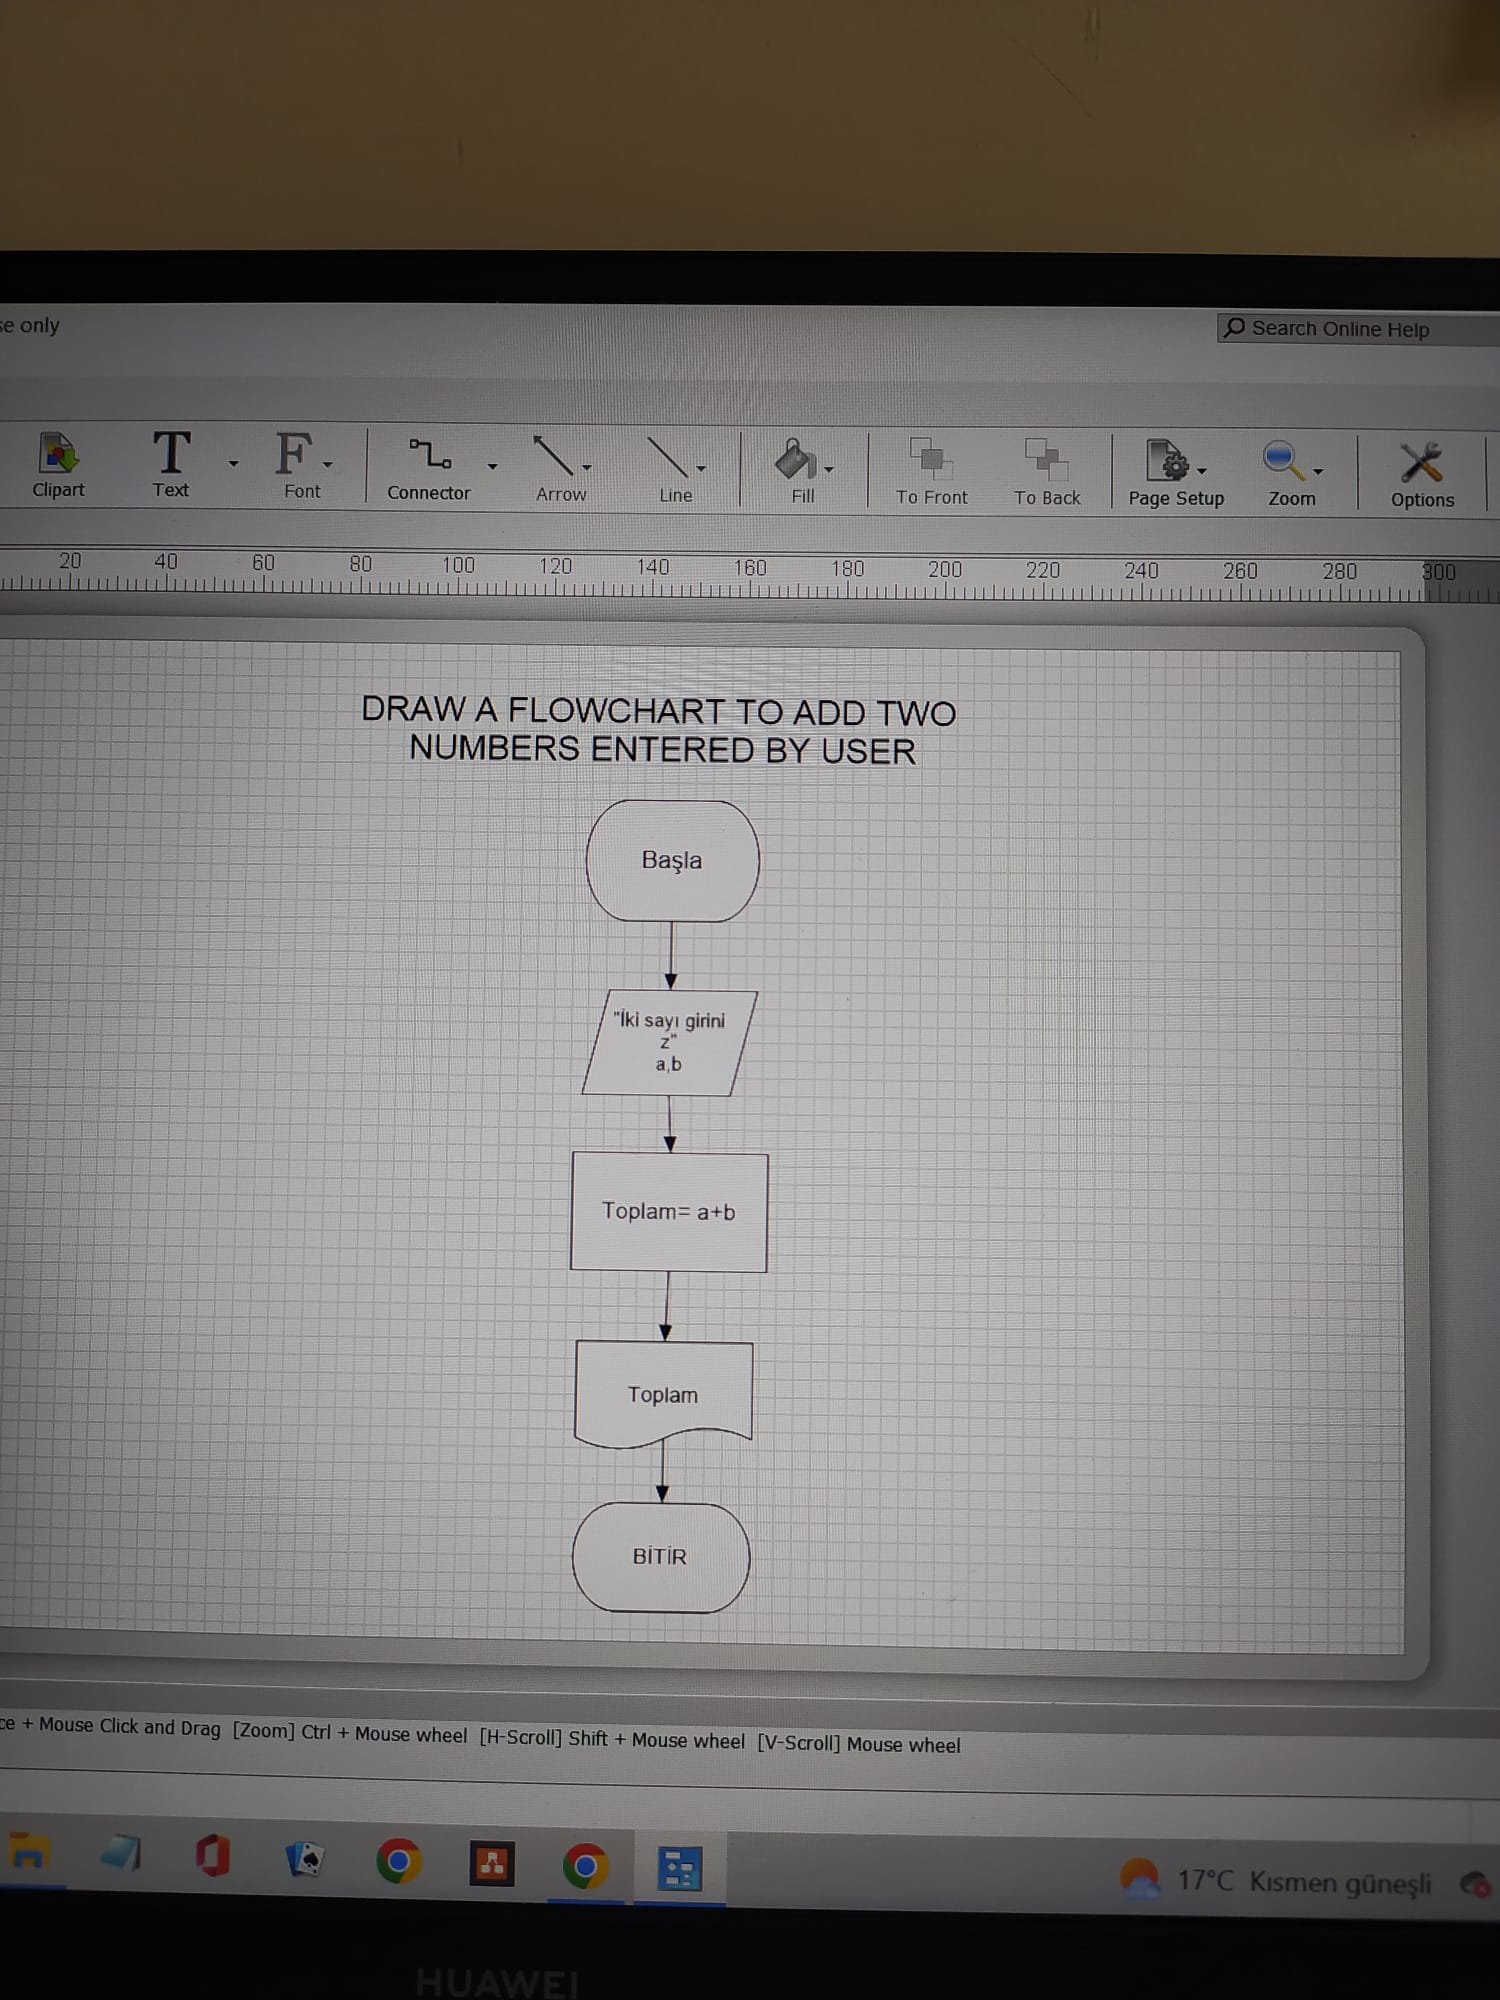 se only
Search Online Help
Clipart
Text
Font
Connector
Arrow
Line
Fill
To Front
To Back
Page Setup
Zoom
Options
20 40 60 80 100 120 140 160 180 200 220 240 260 280 300
DRAW A FLOWCHART TO ADD TWO
NUMBERS ENTERED BY USER
Başla
"İki sayı girini
z"
a,b
Toplam= a+b
Toplam
BİTİR
ce + Mouse Click and Drag [Zoom] Ctrl + Mouse wheel [H-Scroll] Shift + Mouse wheel [V-Scroll] Mouse wheel
17°C Kısmen güneşli
HUAWEI